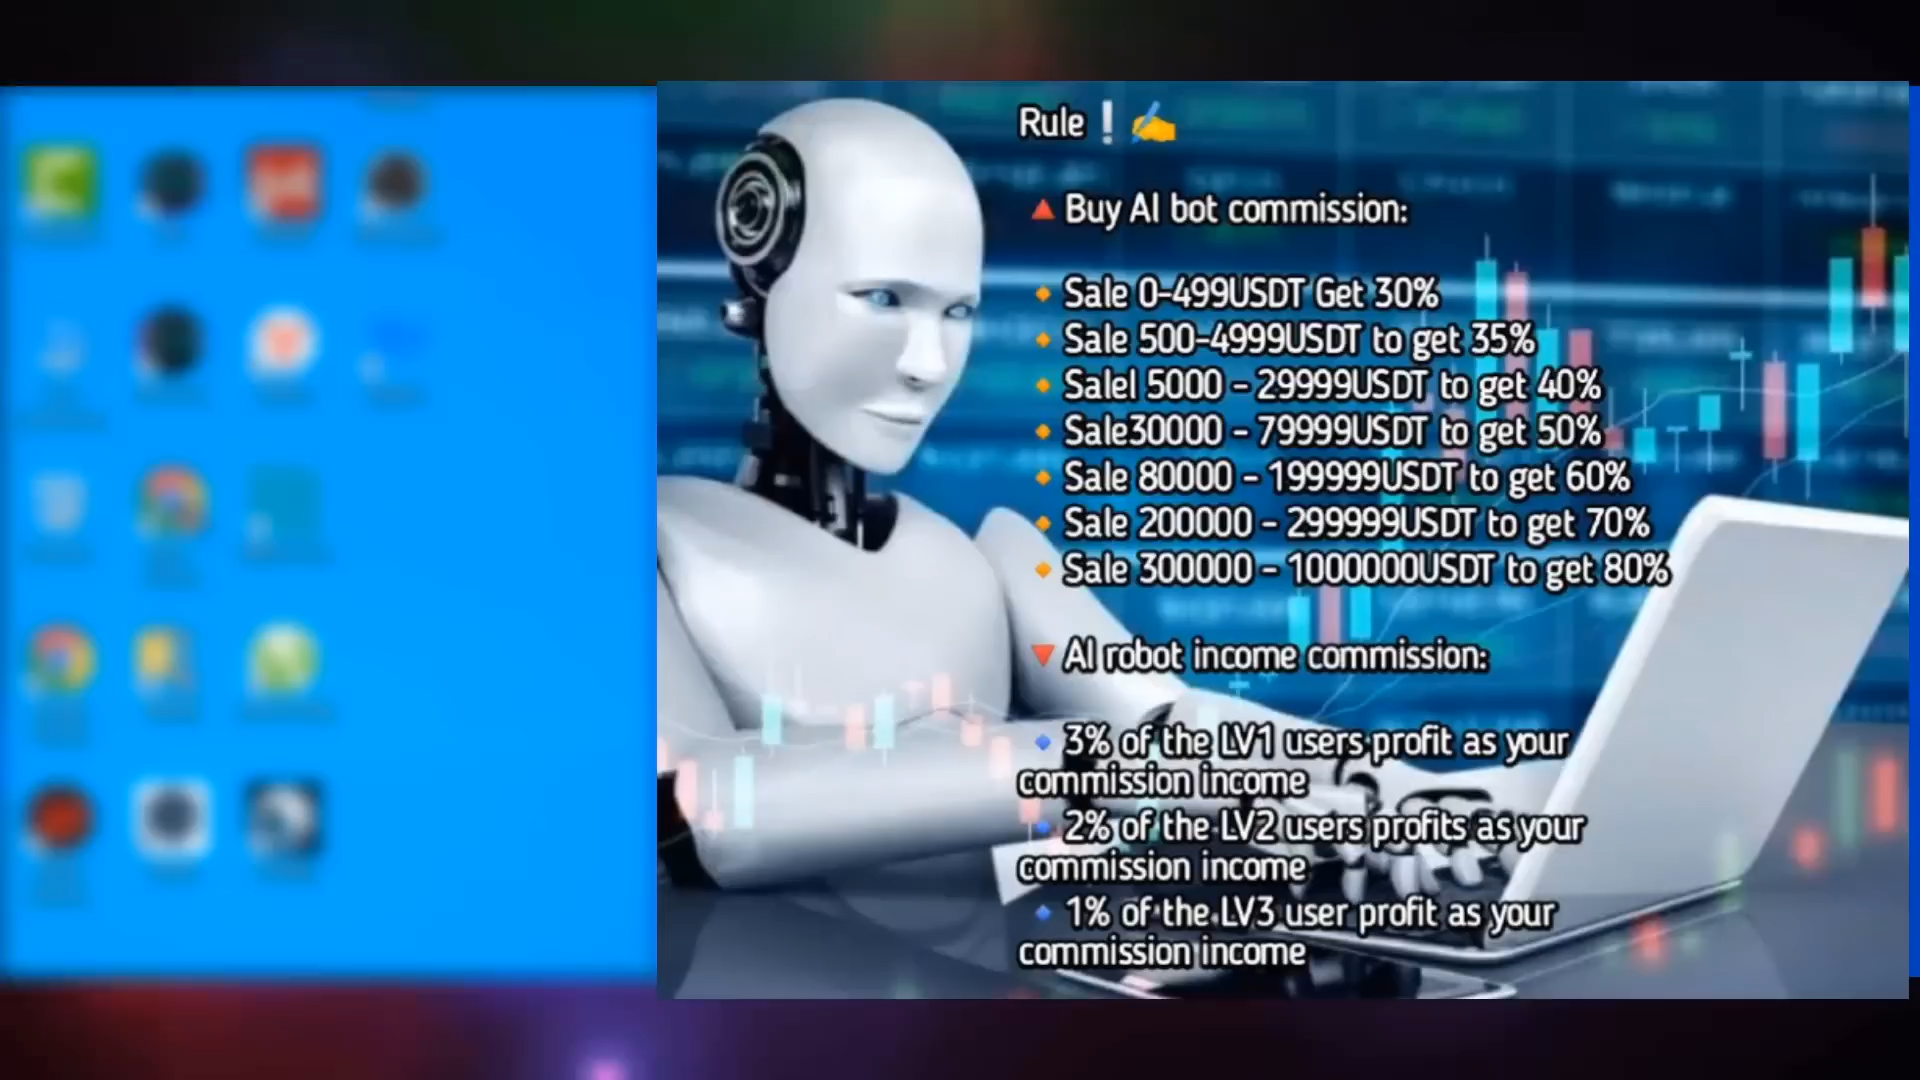 Rule❕✍
🔺Buy AI bot commission:
🔸Sale 0-499USDT Get 30%
🔸Sale 500-4999USDT to get 35%
🔸Salel 5000 - 29999USDT to get 40%
🔸Sale30000 - 79999USDT to get 50%
🔸Sale 80000 - 199999USDT to get 60%
🔸Sale 200000 - 299999USDT to get 70%
🔸Sale 300000 - 1000000USDT to get 80%
🔻AI robot income commission:
🔹3% of the LV1 users profit as your
commission income
🔹2% of the LV2 users profits as your
commission income
🔹1% of the LV3 user profit as your
commission income